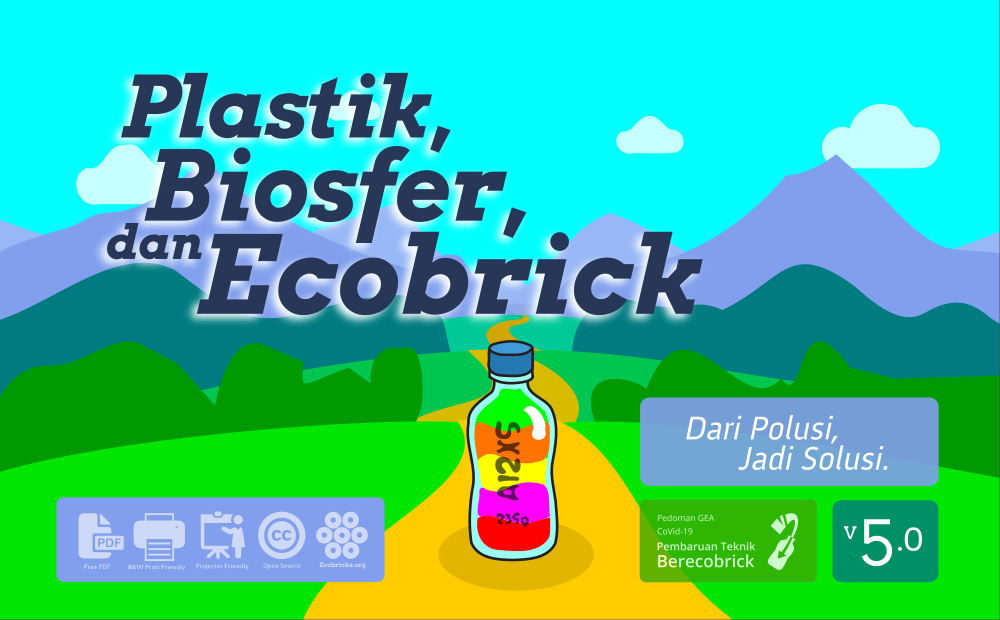 Plastik,
Biosfer,
dan Ecobrick
Dari Polusi,
Jadi Solusi.
PDF
Free PDF
B&W Print Friendly
Projector Friendly
CC
Open Source
Ecobricks.org
Pedoman GEA
CoVid-19
Pembaruan Teknik
Berecobrick
v5.0
235g